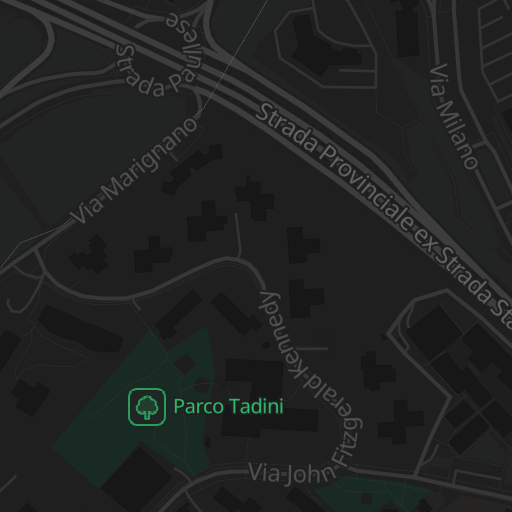 Strada Paullese
Via Milano
Strada Provinciale ex Strada Sta
Via Marignano
Via John Fitzgerald Kennedy
Parco Tadini